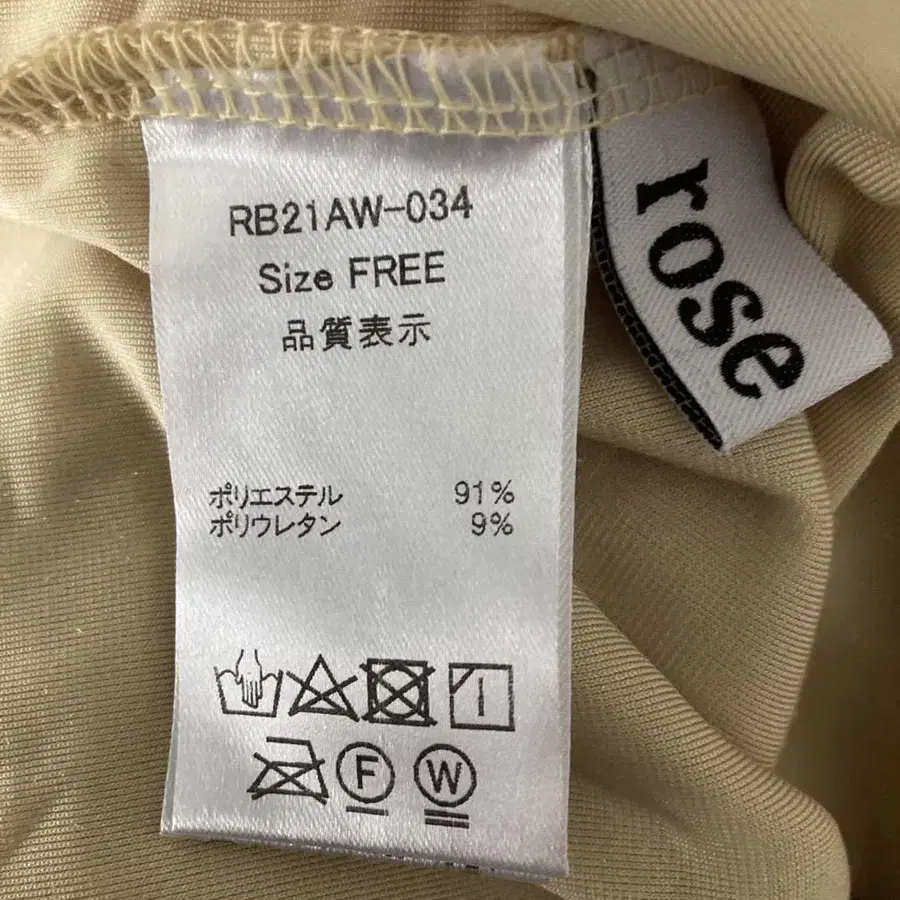 RB21AW-034
Size FREE
品質表示
ポリエステル 91%
ポリウレタン 9%
F W
rose